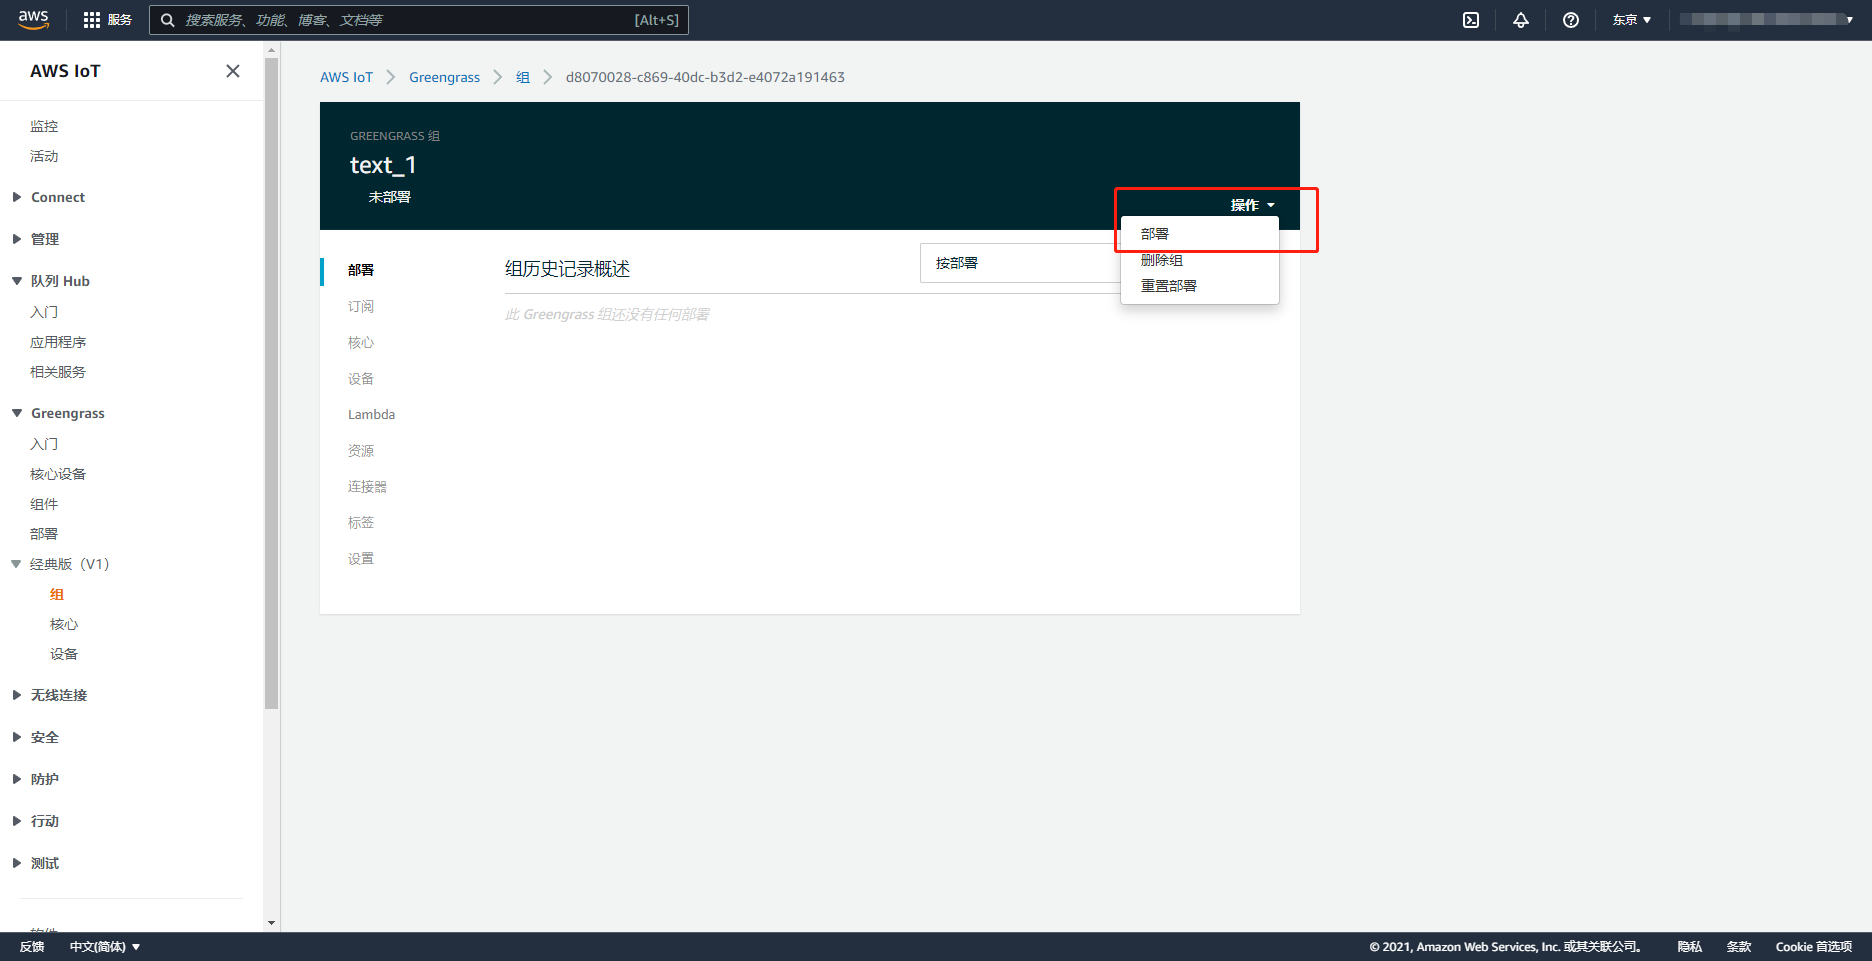 aws 服务 搜索服务、功能、博客、文档等 [Alt+S] 东京
AWS IoT
监控
活动
Connect
管理
队列 Hub
入门
应用程序
相关服务
Greengrass
入门
核心设备
组件
部署
经典版（V1）
组
核心
设备
无线连接
安全
防护
行动
测试
AWS IoT Greengrass 组 d8070028-c869-40dc-b3d2-e4072a191463
GREENGRASS 组
text_1
未部署
操作
部署
删除组
重置部署
部署
订阅
核心
设备
Lambda
资源
连接器
标签
设置
组历史记录概述
按部署
此 Greengrass 组还没有任何部署
反馈 中文(简体) © 2021, Amazon Web Services, Inc. 或其关联公司。 隐私 条款 Cookie 首选项